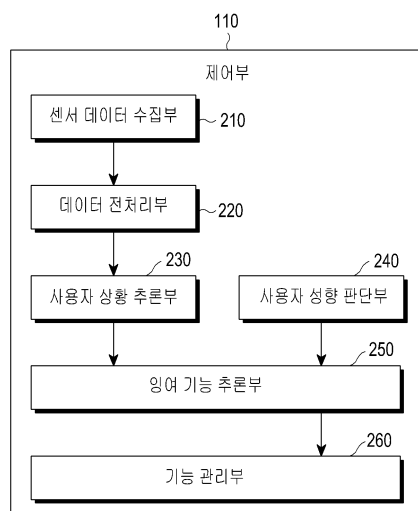 110
제어부
센서 데이터 수집부
210
데이터 전처리부
220
230
240
사용자 상황 추론부
사용자 성향 판단부
250
잉여 기능 추론부
260
기능 관리부